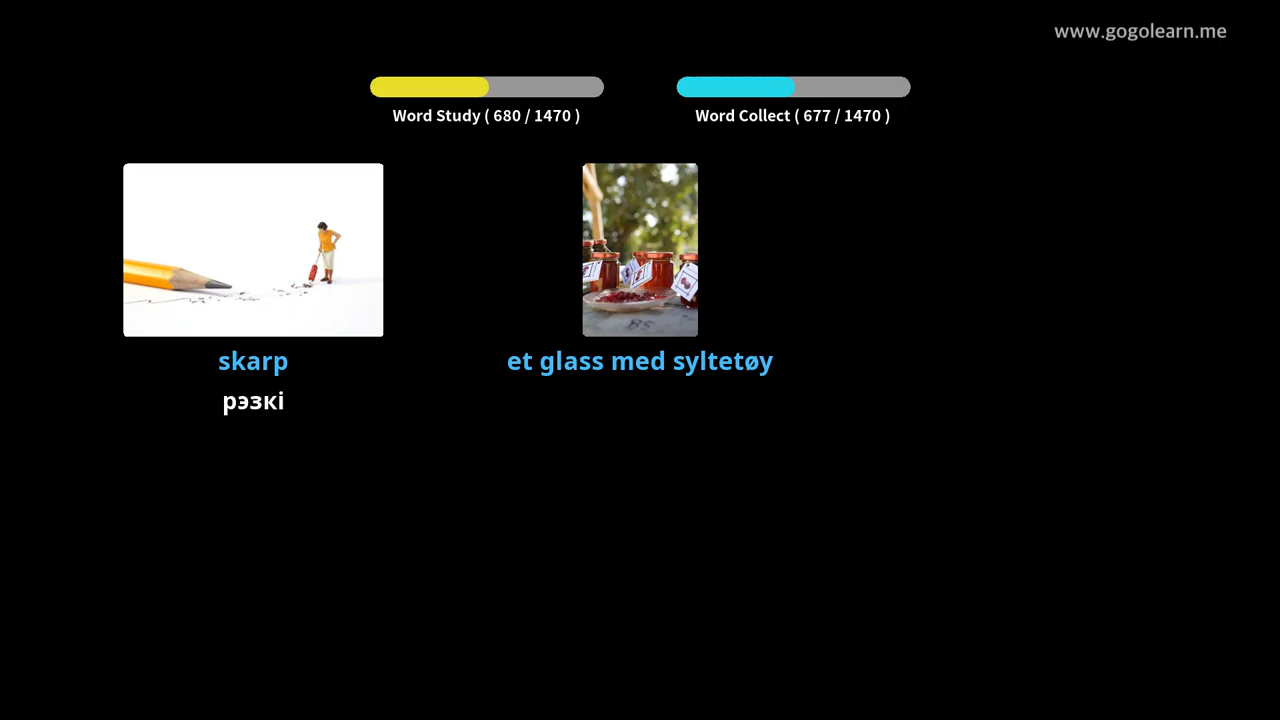 www.gogolearn.me
Word Study ( 680 / 1470 )
Word Collect ( 677 / 1470 )
skarp
et glass med syltetøy
рэзкі